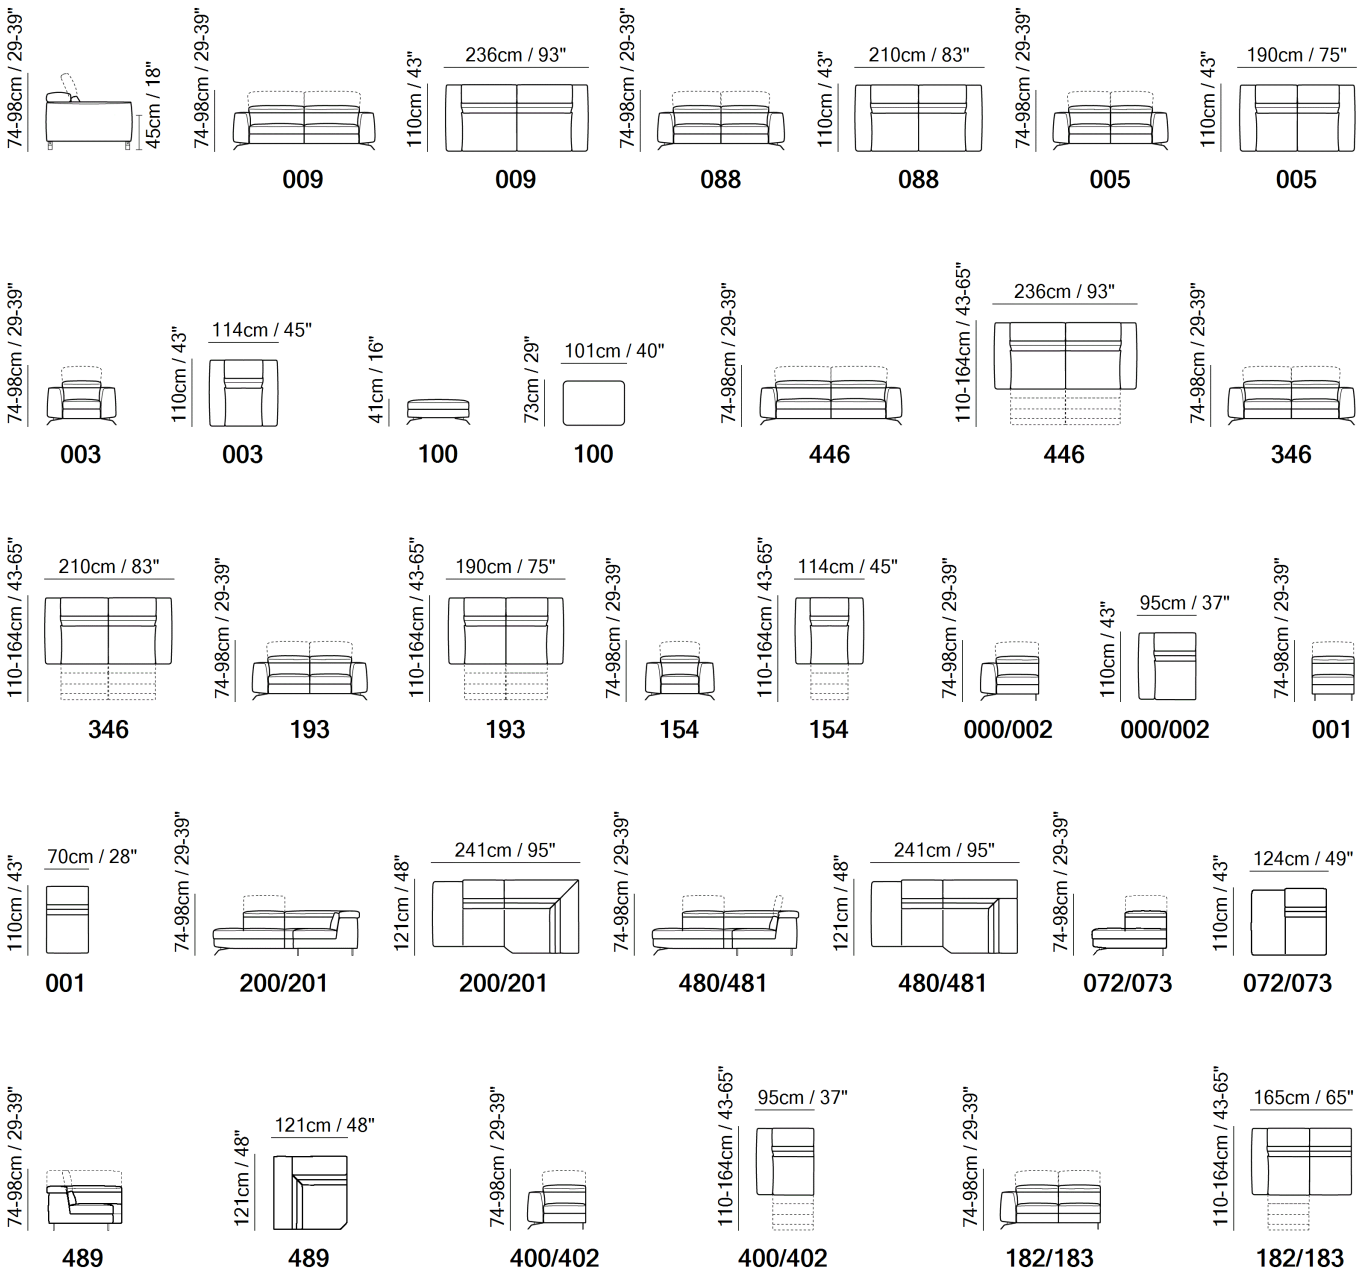 74-98cm / 29-39"
45cm / 18"
74-98cm / 29-39"
009
110cm / 43"
236cm / 93"
009
74-98cm / 29-39"
088
110cm / 43"
210cm / 83"
088
74-98cm / 29-39"
005
110cm / 43"
190cm / 75"
005
74-98cm / 29-39"
003
110cm / 43"
114cm / 45"
003
41cm / 16"
100
73cm / 29"
101cm / 40"
100
74-98cm / 29-39"
446
110-164cm / 43-65"
236cm / 93"
446
74-98cm / 29-39"
346
110-164cm / 43-65"
210cm / 83"
346
74-98cm / 29-39"
193
110-164cm / 43-65"
190cm / 75"
193
74-98cm / 29-39"
154
110-164cm / 43-65"
114cm / 45"
154
74-98cm / 29-39"
000/002
110cm / 43"
95cm / 37"
000/002
74-98cm / 29-39"
001
110cm / 43"
70cm / 28"
001
74-98cm / 29-39"
200/201
121cm / 48"
241cm / 95"
200/201
74-98cm / 29-39"
480/481
121cm / 48"
241cm / 95"
480/481
74-98cm / 29-39"
072/073
110cm / 43"
124cm / 49"
072/073
74-98cm / 29-39"
489
121cm / 48"
121cm / 48"
489
74-98cm / 29-39"
400/402
110-164cm / 43-65"
95cm / 37"
400/402
74-98cm / 29-39"
182/183
110-164cm / 43-65"
165cm / 65"
182/183